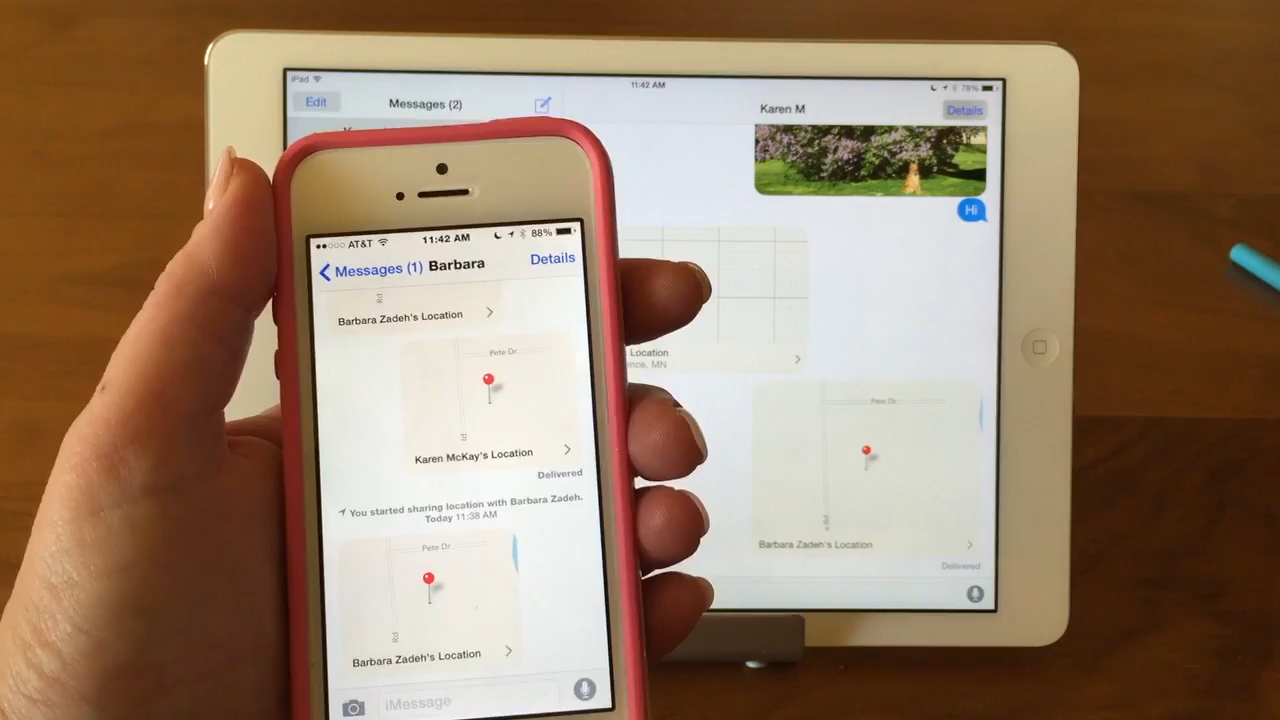 iPad
11:42 AM
78%
Edit
Messages (2)
Karen M
Details
Hi
Location
ence, MN
Pete Dr
Barbara Zadeh's Location
Delivered
AT&T
11:42 AM
88%
Messages (1) Barbara
Details
Barbara Zadeh's Location
Pete Dr
Karen McKay's Location
Delivered
You started sharing location with Barbara Zadeh.
Today 11:38 AM
Pete Dr
Barbara Zadeh's Location
iMessage